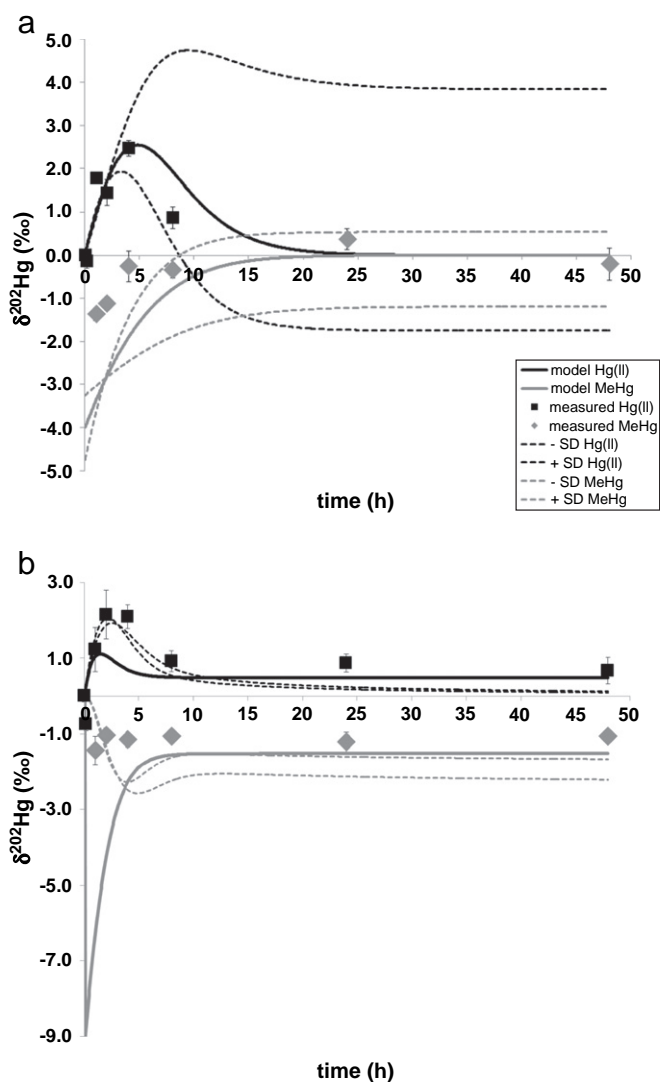 a
δ202Hg (‰)
5.0
4.0
3.0
2.0
1.0
0.0
-1.0
-2.0
-3.0
-4.0
-5.0
0 5 10 15 20 25 30 35 40 45 50
time (h)
model Hg(ll)
model MeHg
measured Hg(ll)
measured MeHg
- SD Hg(ll)
+ SD Hg(ll)
- SD MeHg
+ SD MeHg
b
δ202Hg (‰)
3.0
1.0
-1.0
-3.0
-5.0
-7.0
-9.0
0 5 10 15 20 25 30 35 40 45 50
time (h)